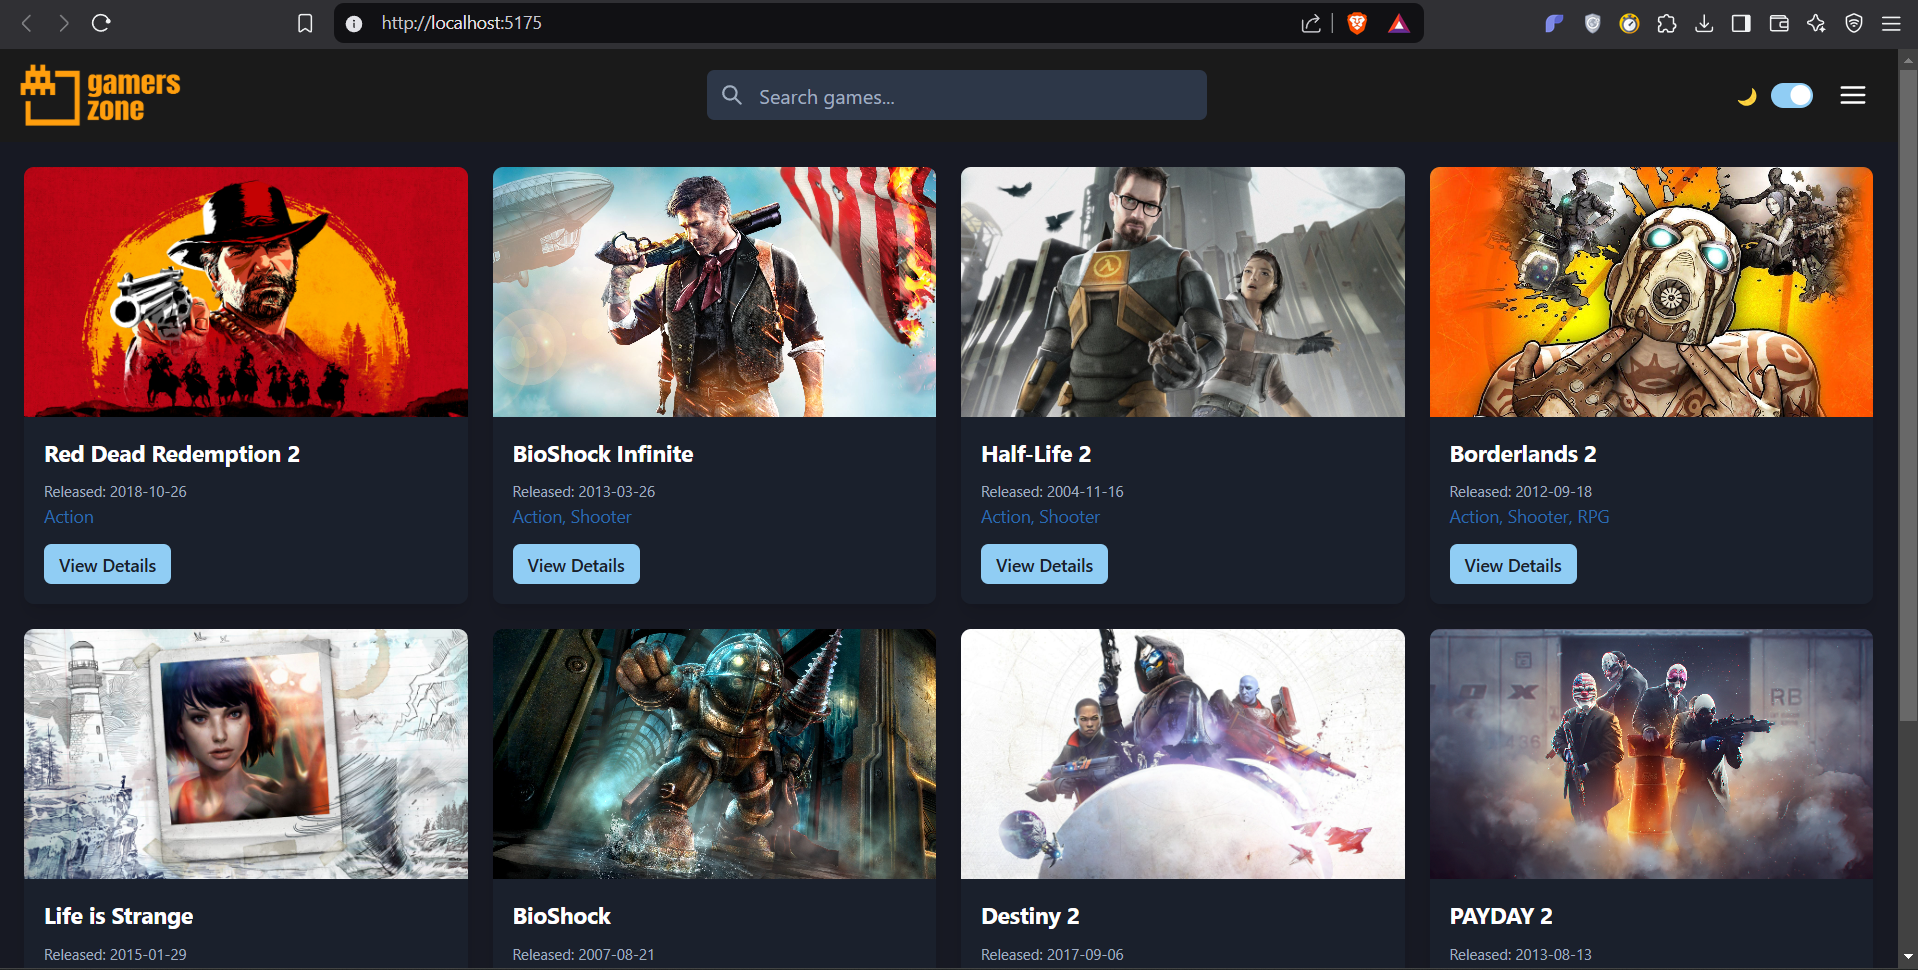 http://localhost:5175
gamers
zone
Search games...
Red Dead Redemption 2
Released: 2018-10-26
Action
View Details
BioShock Infinite
Released: 2013-03-26
Action, Shooter
View Details
Half-Life 2
Released: 2004-11-16
Action, Shooter
View Details
Borderlands 2
Released: 2012-09-18
Action, Shooter, RPG
View Details
Life is Strange
Released: 2015-01-29
BioShock
Released: 2007-08-21
Destiny 2
Released: 2017-09-06
RB
PAYDAY 2
Released: 2013-08-13